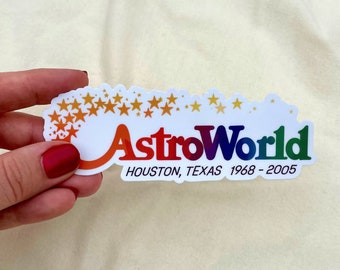 AstroWorld
HOUSTON, TEXAS 1968 - 2005